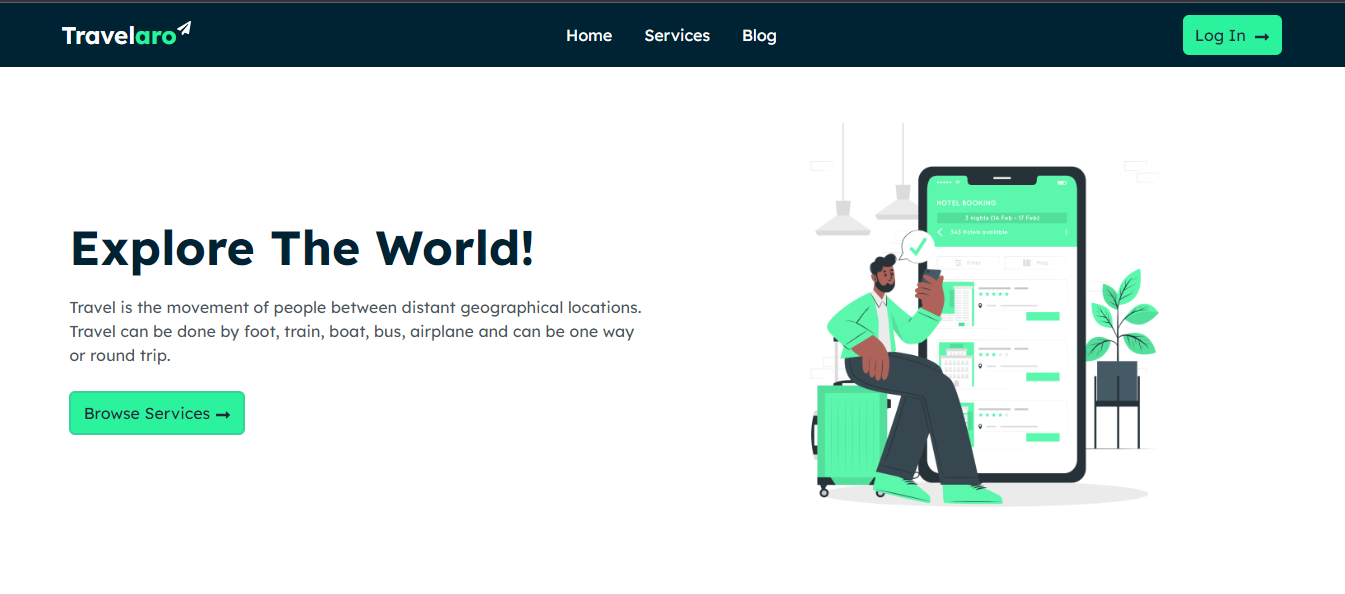 Travelaro
Home Services Blog
Log In
Explore The World!
Travel is the movement of people between distant geographical locations.
Travel can be done by foot, train, boat, bus, airplane and can be one way
or round trip.
Browse Services
HOTEL BOOKING
3 nights (14 Feb - 17 Feb)
343 hotels available
Filter Map